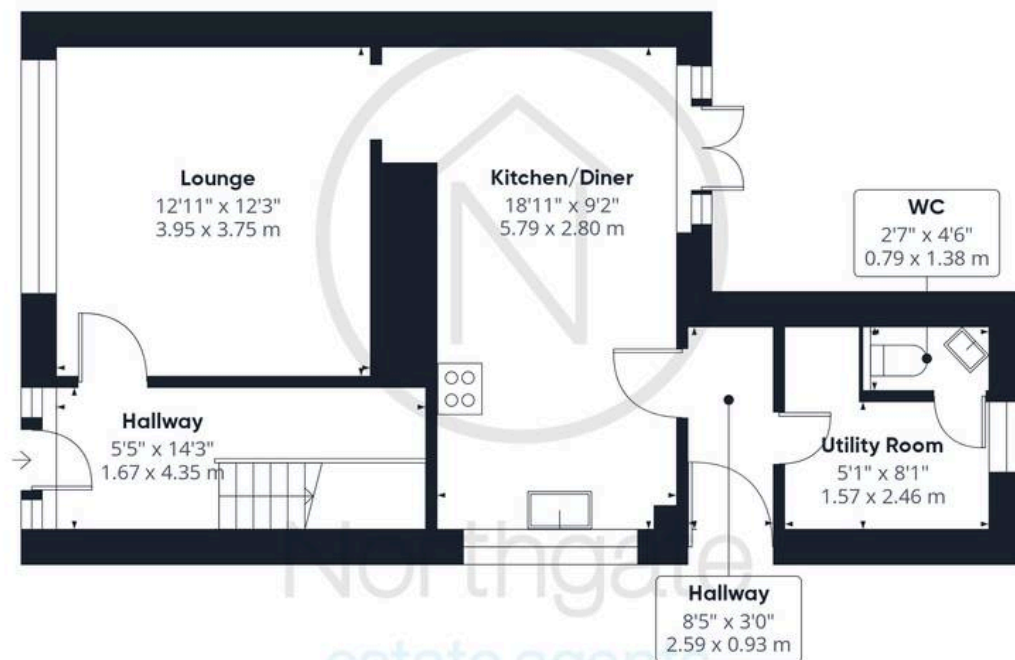 Lounge
12'11" x 12'3"
3.95 x 3.75 m
Kitchen/Diner
18'11" x 9'2"
5.79 x 2.80 m
WC
2'7" x 4'6"
0.79 x 1.38 m
Hallway
5'5" x 14'3"
1.67 x 4.35 m
Utility Room
5'1" x 8'1"
1.57 x 2.46 m
Hallway
8'5" x 3'0"
2.59 x 0.93 m
N
Northgate
estate agents